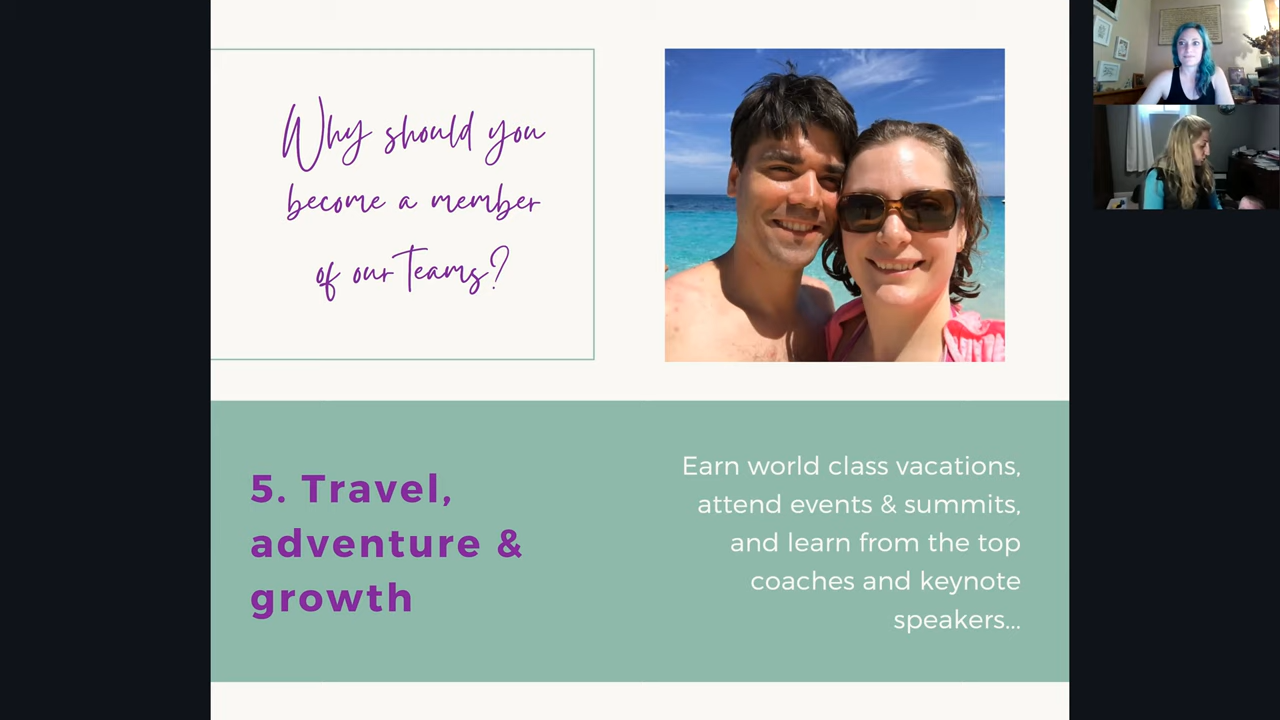 Why should you
become a member
of our Teams?
5. Travel,
adventure &
growth
Earn world class vacations,
attend events & summits,
and learn from the top
coaches and keynote
speakers...